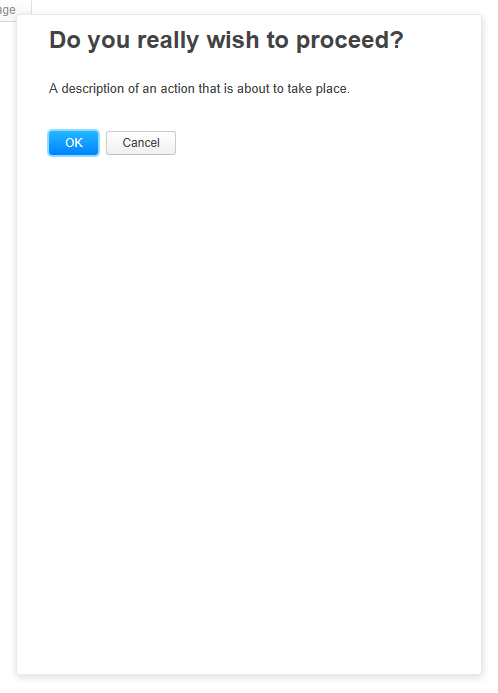 age
Do you really wish to proceed?
A description of an action that is about to take place.
OK
Cancel